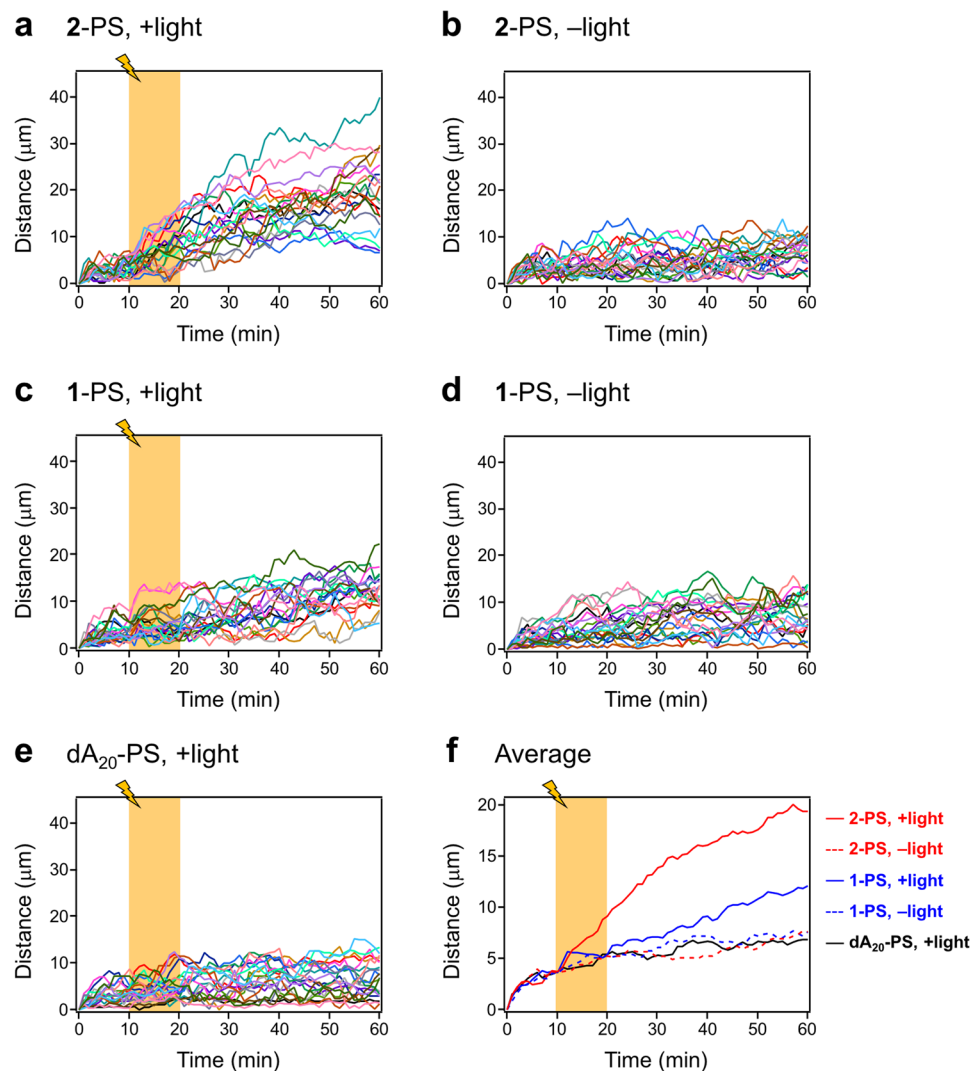 a 2-PS, +light
40
30
20
10
0
Distance (μm)
0 10 20 30 40 50 60
Time (min)
b 2-PS, –light
40
30
20
10
0
Distance (μm)
0 10 20 30 40 50 60
Time (min)
c 1-PS, +light
40
30
20
10
0
Distance (μm)
0 10 20 30 40 50 60
Time (min)
d 1-PS, –light
40
30
20
10
0
Distance (μm)
0 10 20 30 40 50 60
Time (min)
e dA20-PS, +light
40
30
20
10
0
Distance (μm)
0 10 20 30 40 50 60
Time (min)
f Average
20
15
10
5
0
Distance (μm)
0 10 20 30 40 50 60
Time (min)
2-PS, +light
2-PS, –light
1-PS, +light
1-PS, –light
dA20-PS, +light